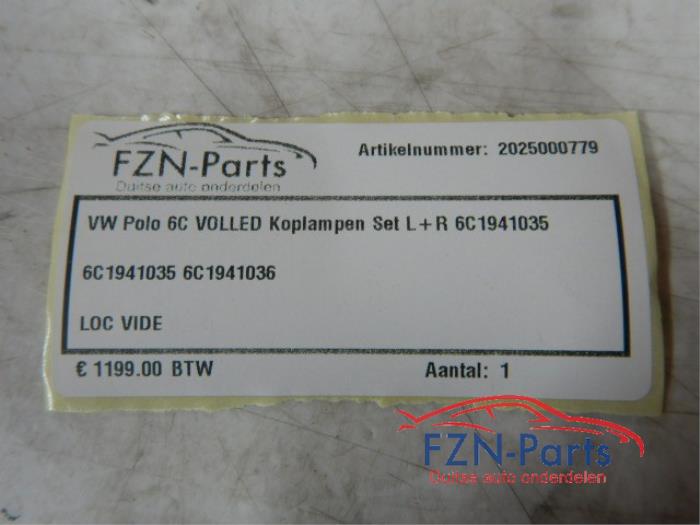 FZN-Parts
Duitse auto onderdelen
Artikelnummer: 2025000779
VW Polo 6C VOLLED Koplampen Set L+R 6C1941035
6C1941035 6C1941036
LOC VIDE
€ 1199.00 BTW
Aantal: 1
FZN-Parts
Duitse auto onderdelen